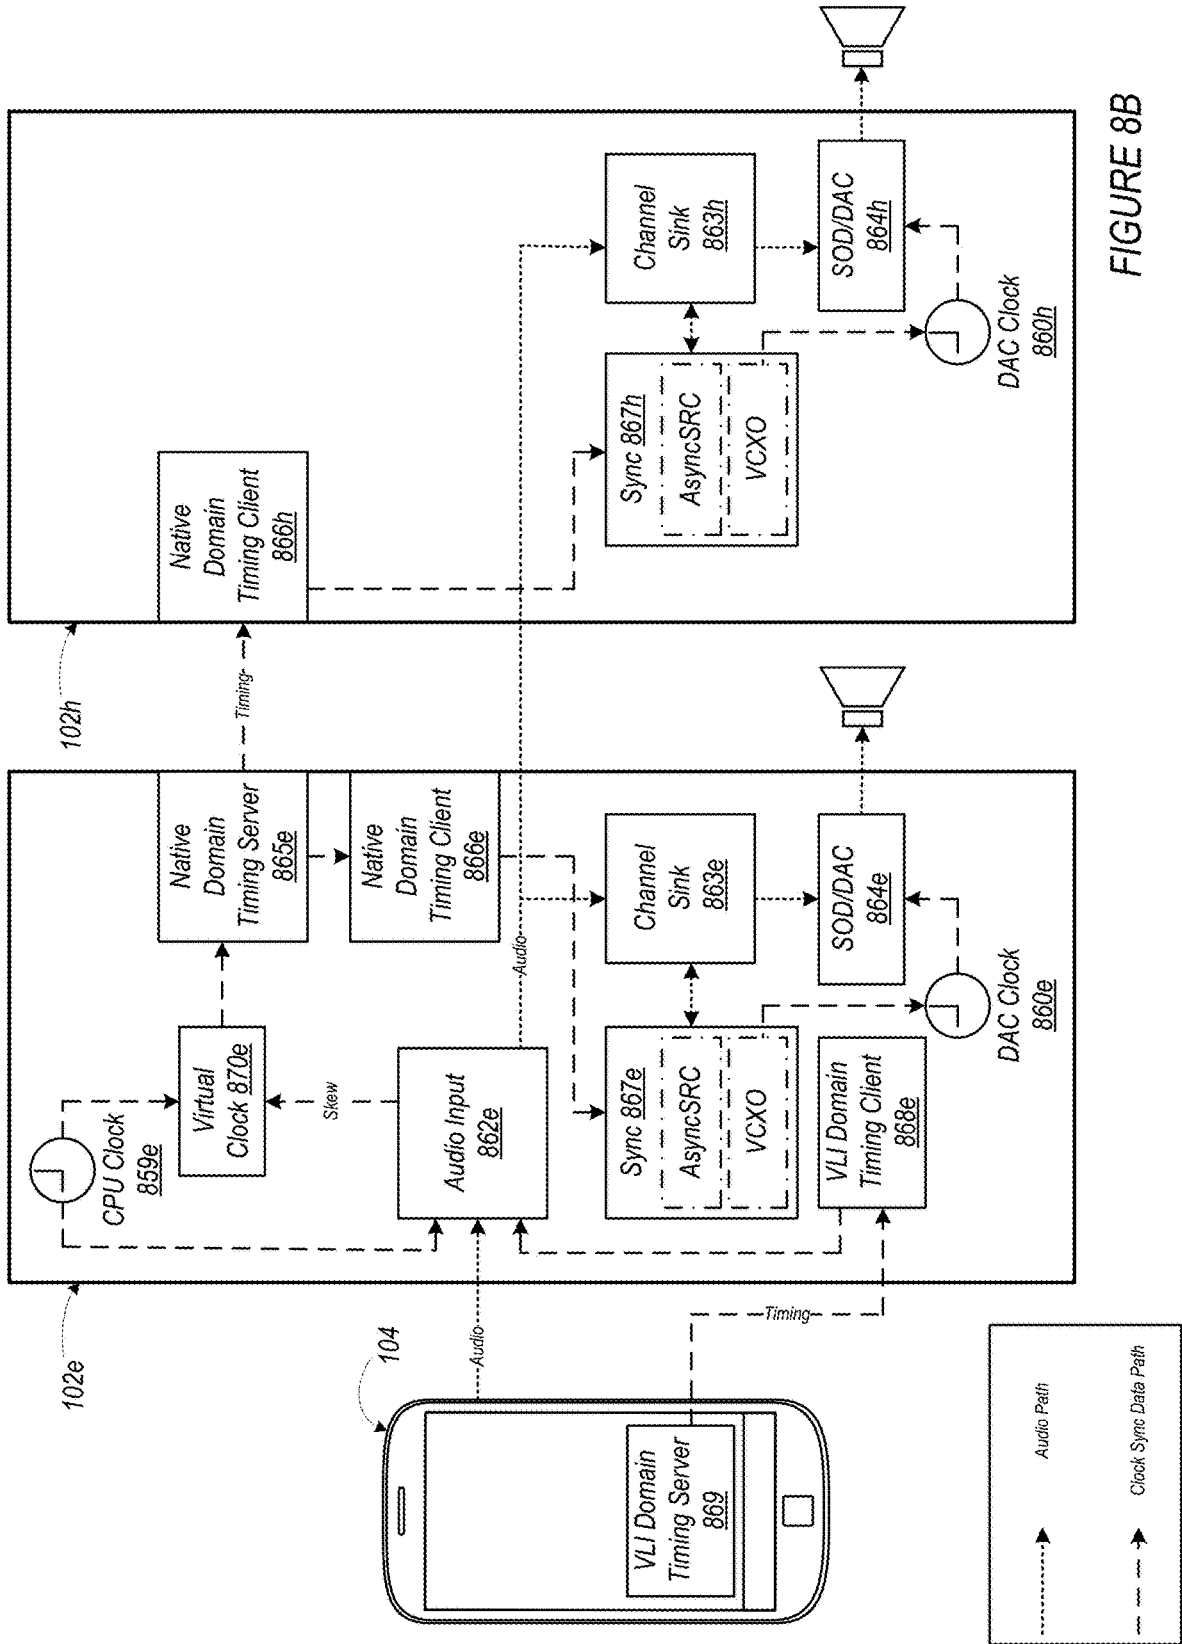 102e
CPU Clock
859e
Virtual
Clock 870e
Native
Domain
Timing Server
865e
Timing
102h
Native
Domain
Timing Client
866h
Skew
Native
Domain
Timing Client
866e
104
Audio
Audio Input
862e
Audio
Sync 867e
AsyncSRC
VCXO
Channel
Sink
863e
Sync 867h
AsyncSRC
VCXO
Channel
Sink
863h
VLI Domain
Timing Server
869
Timing
VLI Domain
Timing Client
868e
SOD/DAC
864e
SOD/DAC
864h
DAC Clock
860e
DAC Clock
860h
Audio Path
Clock Sync Data Path
FIGURE 8B